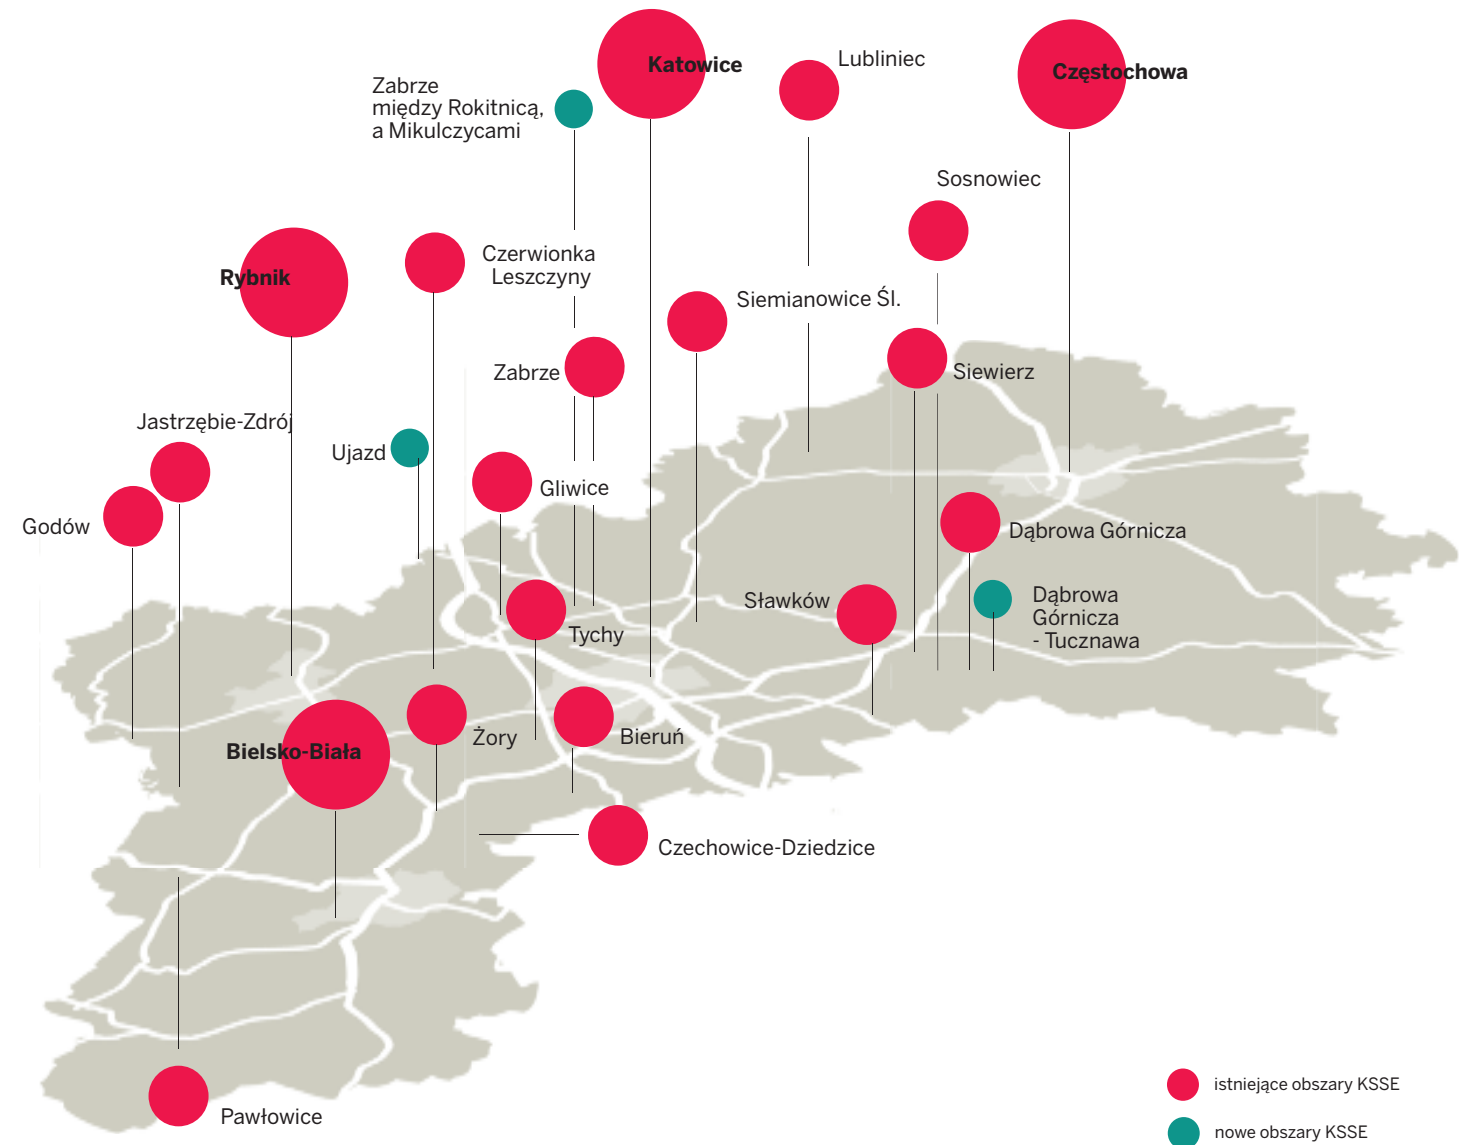 Katowice
Lubliniec
Częstochowa
Zabrze
między Rokitnicą,
a Mikulczycami
Sosnowiec
Czerwionka
Leszczyny
Rybnik
Siemianowice Śl.
Zabrze
Siewierz
Jastrzębie-Zdrój
Ujazd
Gliwice
Godów
Dąbrowa Górnicza
Sławków
Dąbrowa
Górnicza
- Tucznawa
Tychy
Bielsko-Biała
Żory
Bieruń
Czechowice-Dziedzice
Pawłowice
istniejące obszary KSSE
nowe obszary KSSE